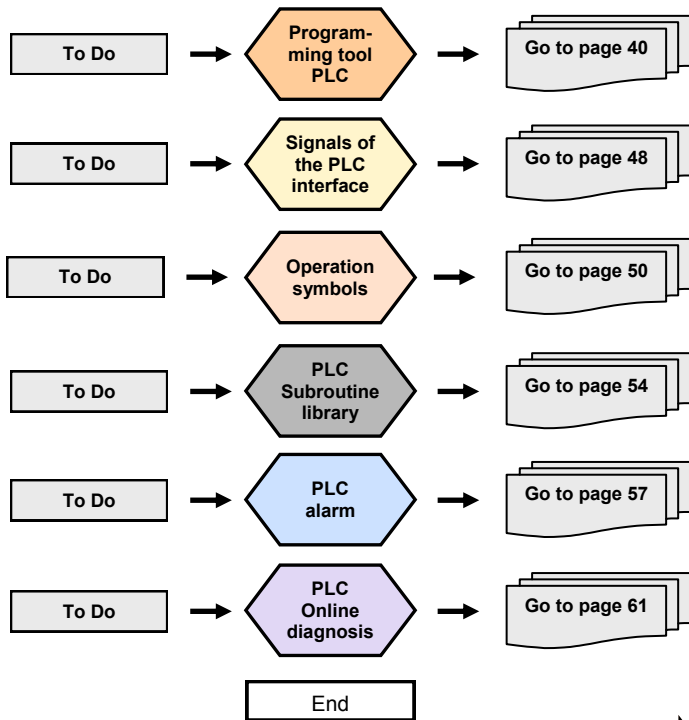 To Do
Program-
ming tool
PLC
Go to page 40
To Do
Signals of
the PLC
interface
Go to page 48
To Do
Operation
symbols
Go to page 50
To Do
PLC
Subroutine
library
Go to page 54
To Do
PLC
alarm
Go to page 57
To Do
PLC
Online
diagnosis
Go to page 61
End